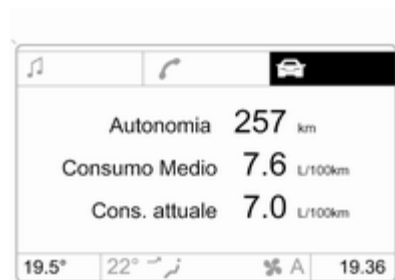 Autonomia 257 km
Consumo Medio 7.6 L/100km
Cons. attuale 7.0 L/100km
19.5° 22° A 19.36